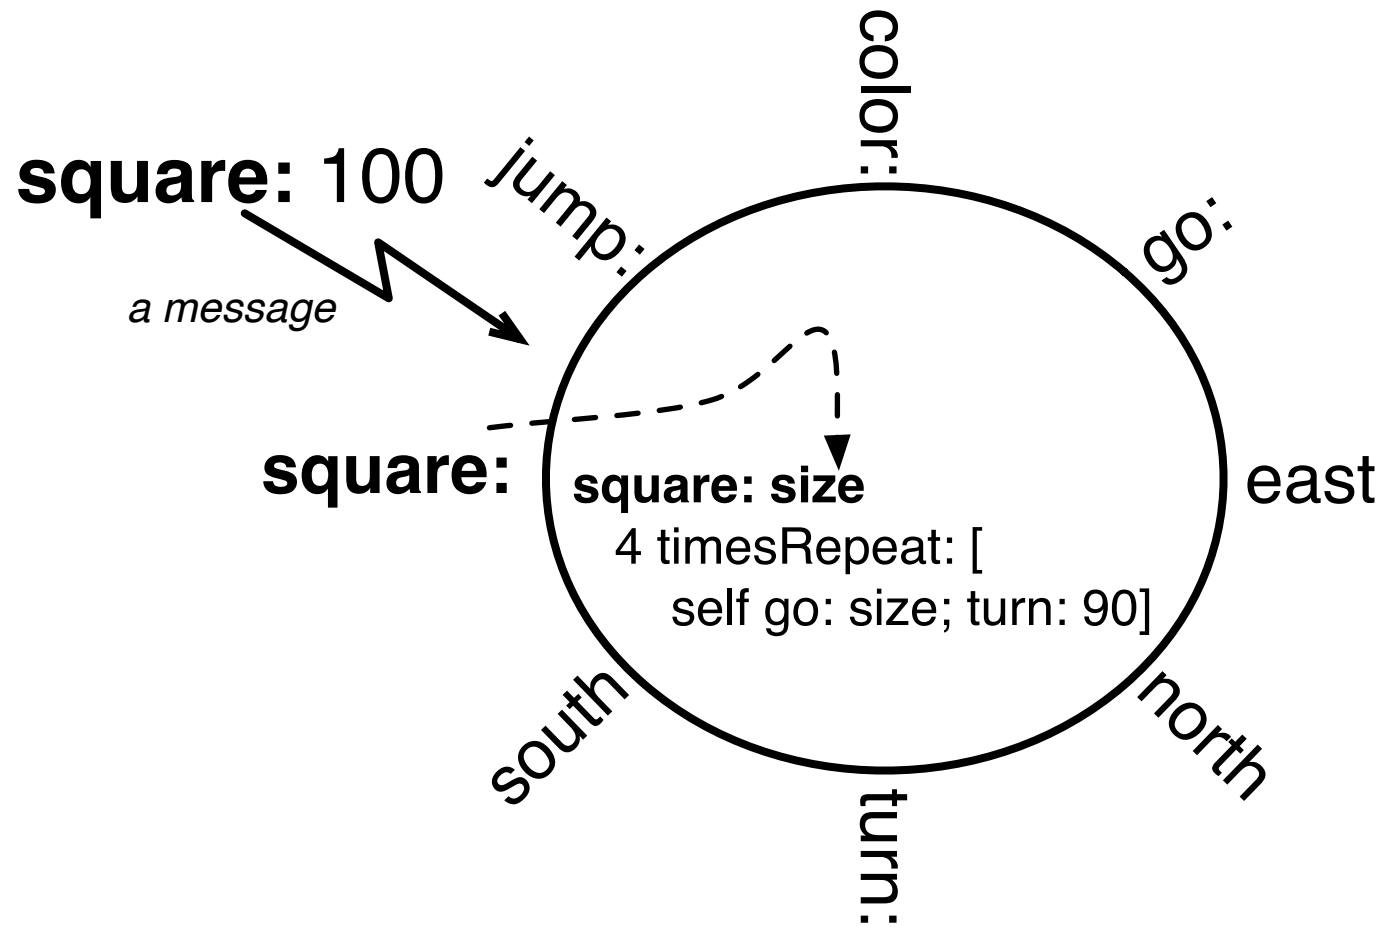 color:
square: 100
jump:
go:
a message
square:
square: size
4 timesRepeat: [
self go: size; turn: 90]
east
south
north
turn: